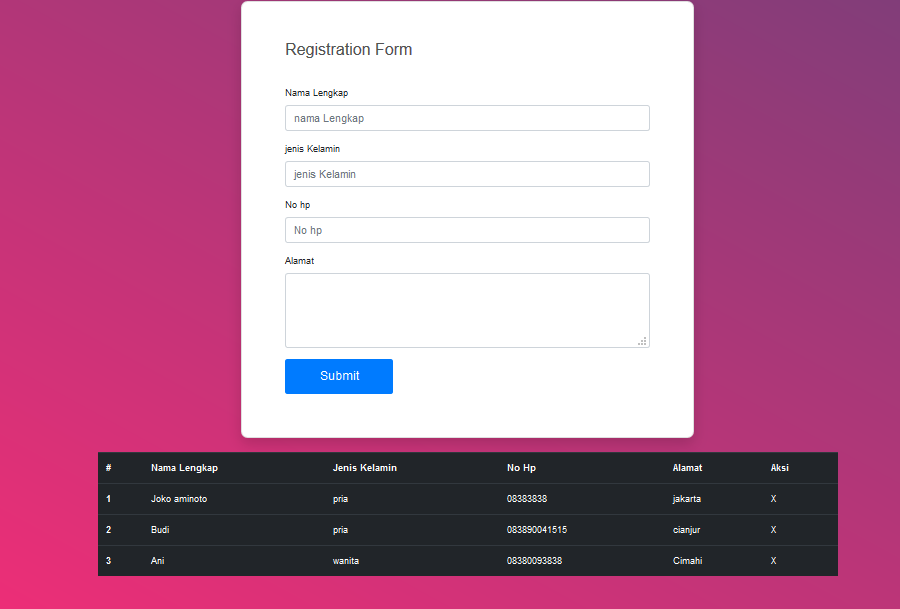 Registration Form
Nama Lengkap
nama Lengkap
jenis Kelamin
jenis Kelamin
No hp
No hp
Alamat
Submit
# Nama Lengkap Jenis Kelamin No Hp Alamat Aksi
1 Joko aminoto pria 08383838 jakarta X
2 Budi pria 083890041515 cianjur X
3 Ani wanita 08380093838 Cimahi X